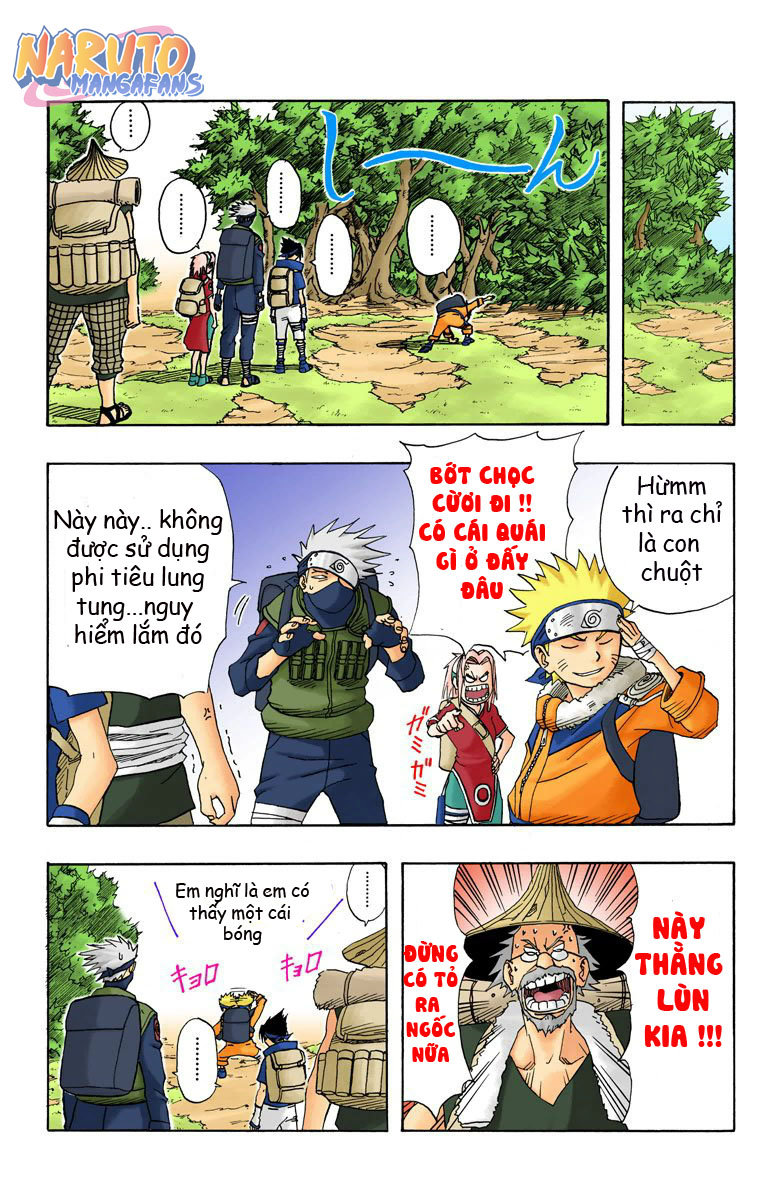 NARUTO
MANGAFANS
しーん
Hừmm
thì ra chỉ
là con
chuột
BỚT CHỌC
CƯỜI ĐI !!
CÓ CÁI QUÁI
GÌ Ở ĐẤY
ĐÂU
ガミガミ
Này này.. không
được sử dụng
phi tiêu lung
tung...nguy
hiểm lắm đó
NÀY
THẰNG
LÙN
KIA !!!
ĐỪNG
CÓ TỎ
RA
NGỐC
NỮA
Em nghĩ là em có
thấy một cái
bóng
キョロ
キョロ